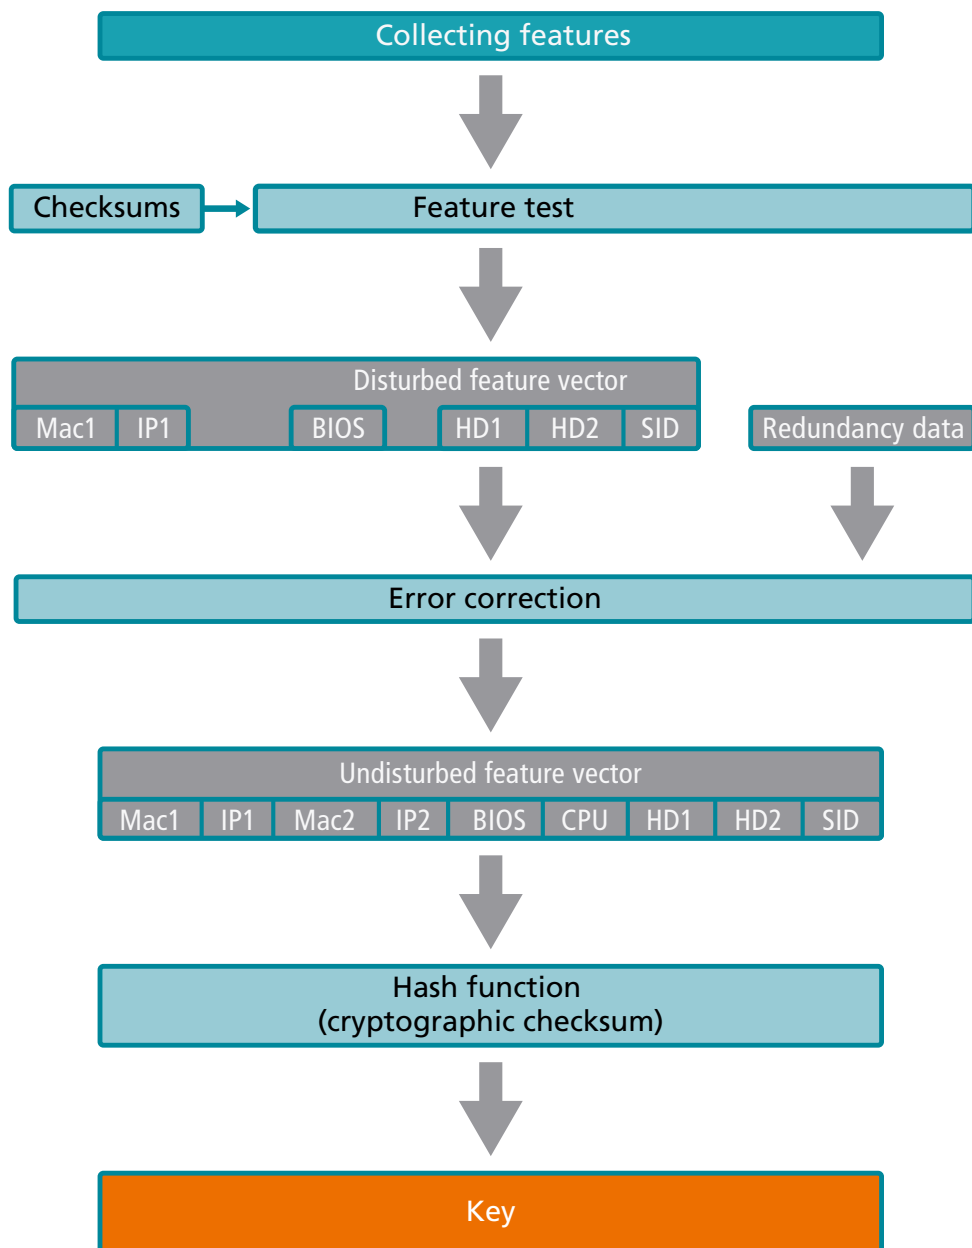 Collecting features
Checksums
Feature test
Disturbed feature vector
Mac1 IP1 BIOS HD1 HD2 SID
Redundancy data
Error correction
Undisturbed feature vector
Mac1 IP1 Mac2 IP2 BIOS CPU HD1 HD2 SID
Hash function
(cryptographic checksum)
Key